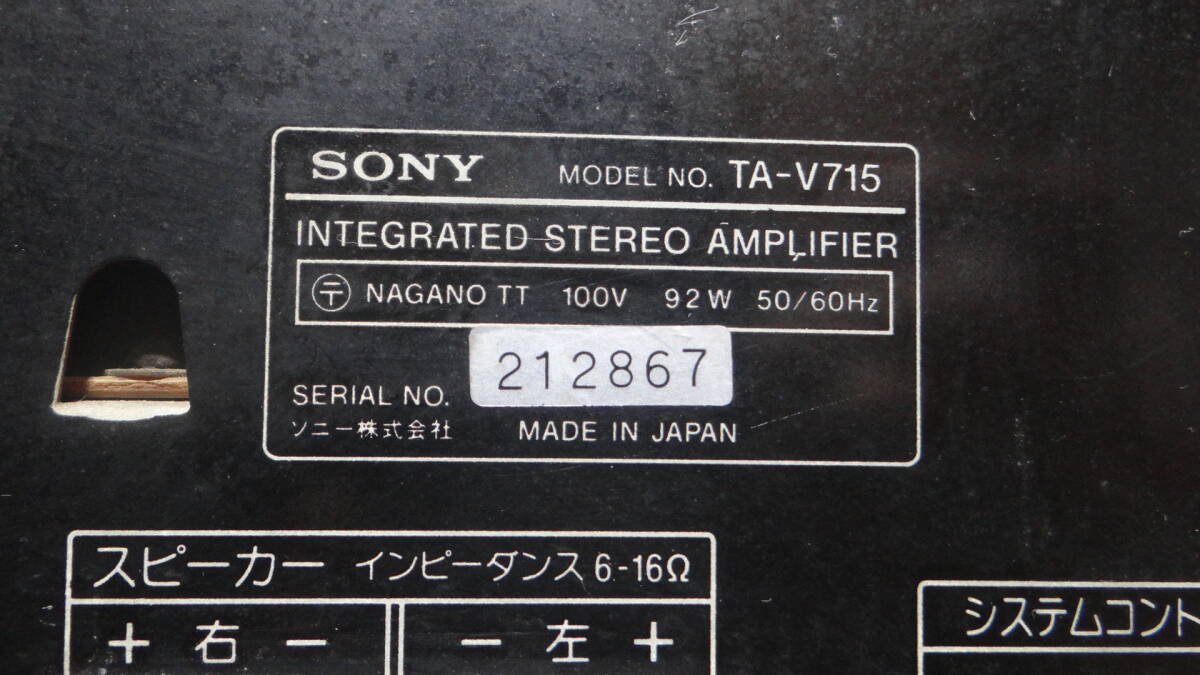 SONY MODEL NO. TA-V715
INTEGRATED STEREO AMPLIFIER
〒 NAGANO TT 100V 92W 50/60Hz
SERIAL NO. 212867
ソニー株式会社 MADE IN JAPAN
スピーカー インピーダンス 6-16Ω
+ 右 - - 左 +
システムコント